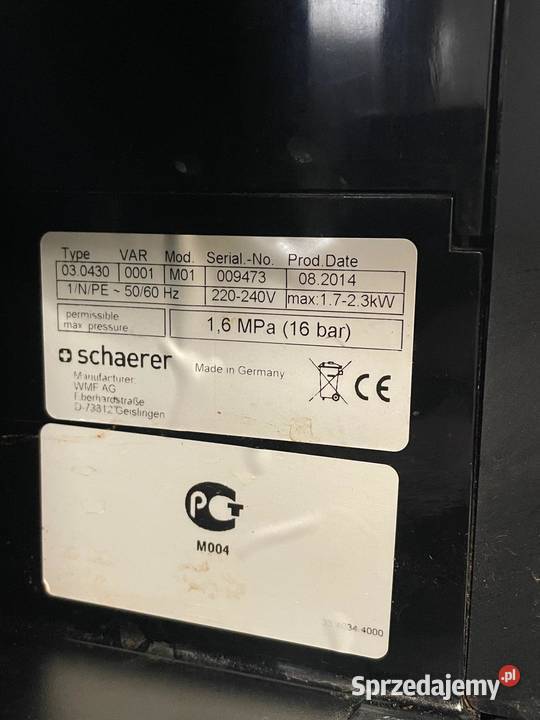 Type VAR Mod. Serial.-No. Prod.Date
03.0430 0001 M01 009473 08.2014
1/N/PE ~ 50/60 Hz 220-240V max:1.7-2.3kW
permissible
max pressure
1,6 MPa (16 bar)
schaerer
Made in Germany
CE
Manufacturer:
WMF AG
Eberhardstraße
D-73312 Geislingen
PCT
M004
4000
Sprzedajemy.pl